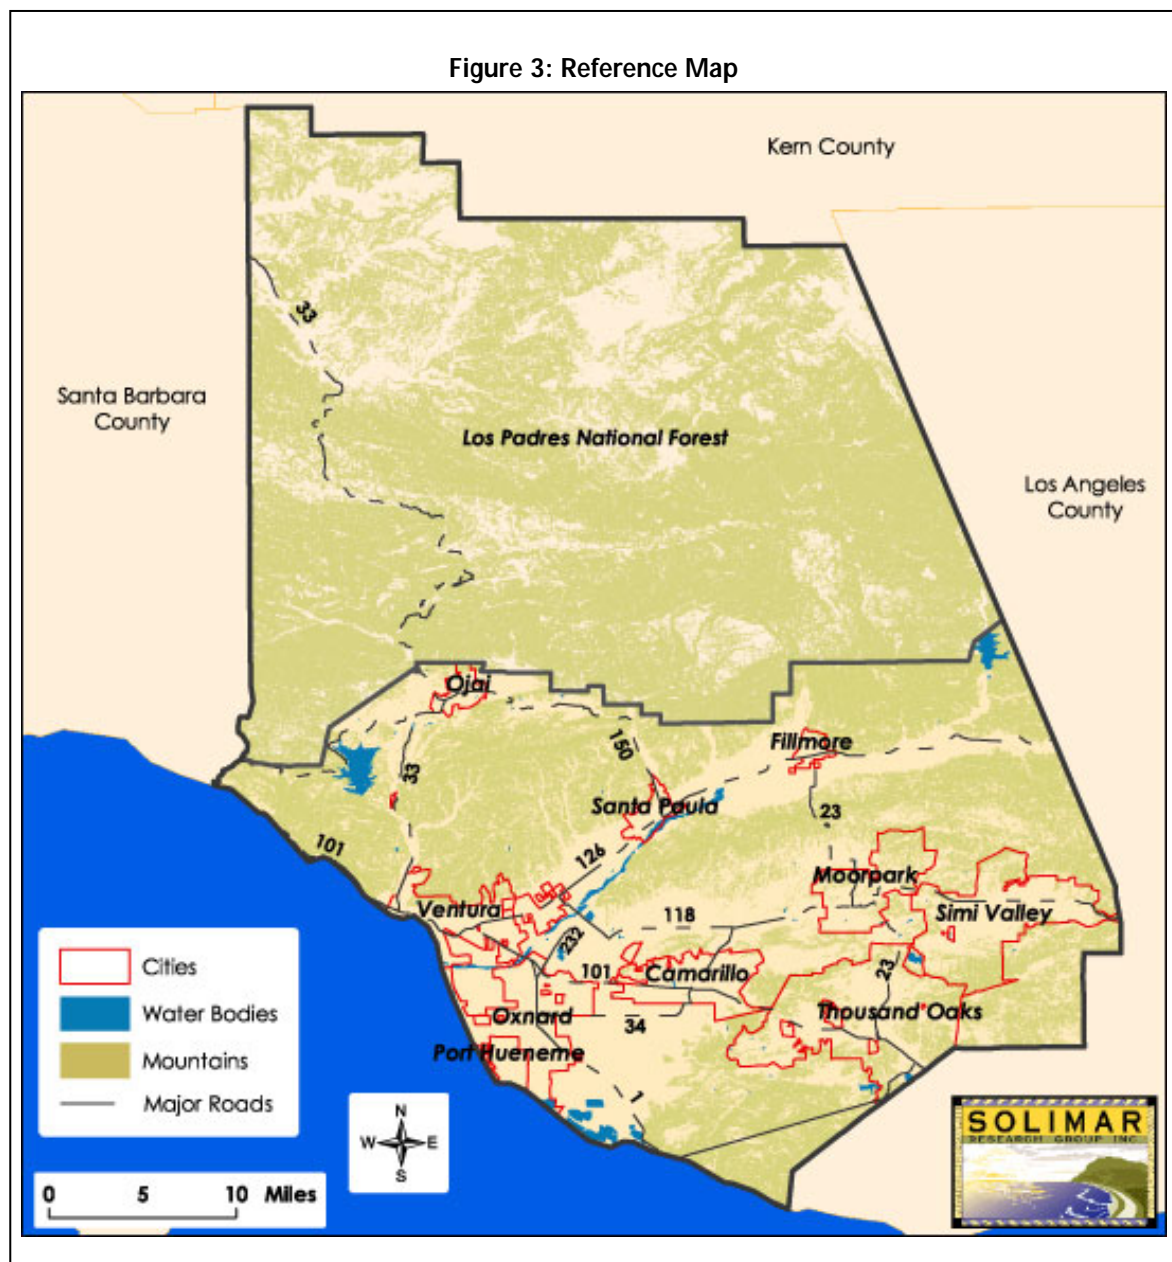 Figure 3: Reference Map
Kern County
33
Santa Barbara
County
Los Padres National Forest
Los Angeles
County
Ojai
150
Fillmore
33
Santa Paula
23
101
126
Moorpark
Ventura
118
Simi Valley
232
101
Camarillo
23
Oxnard
34
Thousand Oaks
Port Hueneme
1
Cities
Water Bodies
Mountains
Major Roads
N
W E
S
0 5 10 Miles
SOLIMAR
RESEARCH GROUP INC